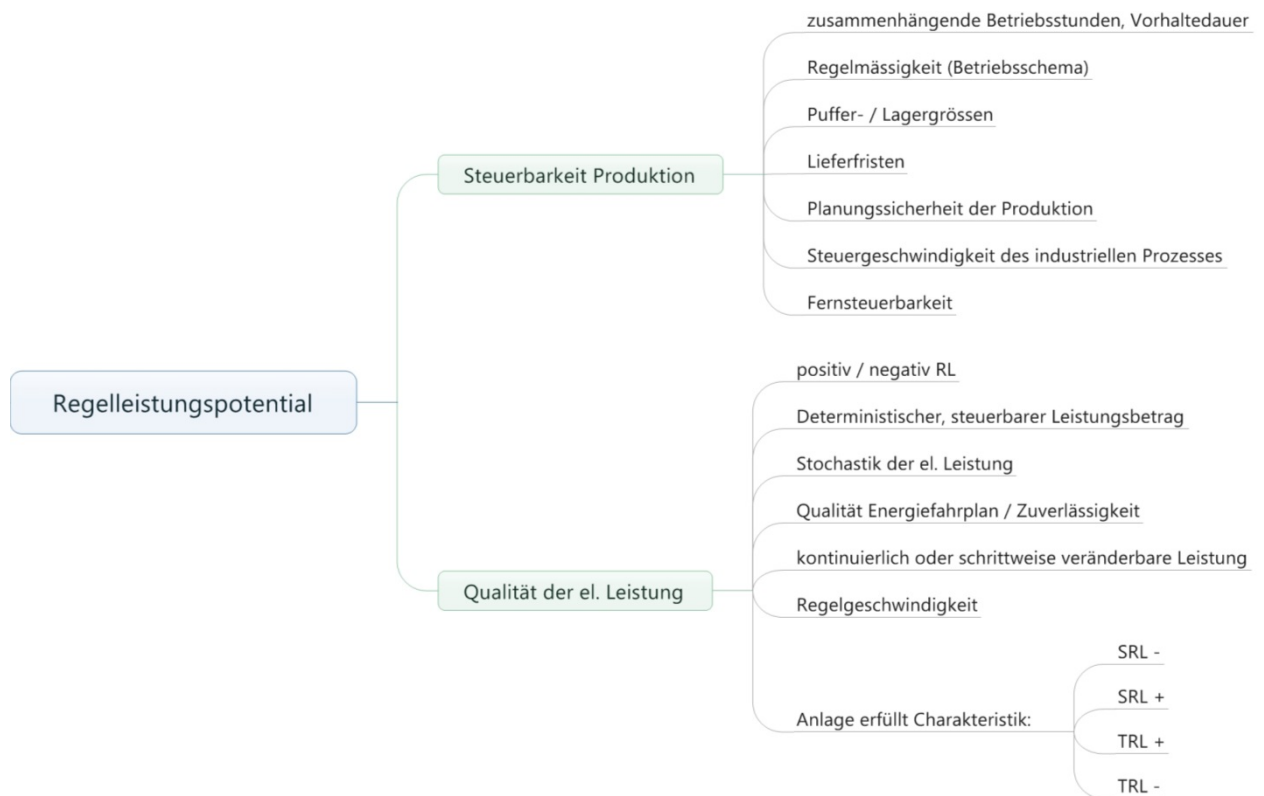 Regelleistungspotential
Steuerbarkeit Produktion
zusammenhängende Betriebsstunden, Vorhaltedauer
Regelmässigkeit (Betriebsschema)
Puffer- / Lagergrössen
Lieferfristen
Planungssicherheit der Produktion
Steuergeschwindigkeit des industriellen Prozesses
Fernsteuerbarkeit
Qualität der el. Leistung
positiv / negativ RL
Deterministischer, steuerbarer Leistungsbetrag
Stochastik der el. Leistung
Qualität Energiefahrplan / Zuverlässigkeit
kontinuierlich oder schrittweise veränderbare Leistung
Regelgeschwindigkeit
Anlage erfüllt Charakteristik:
SRL -
SRL +
TRL +
TRL -